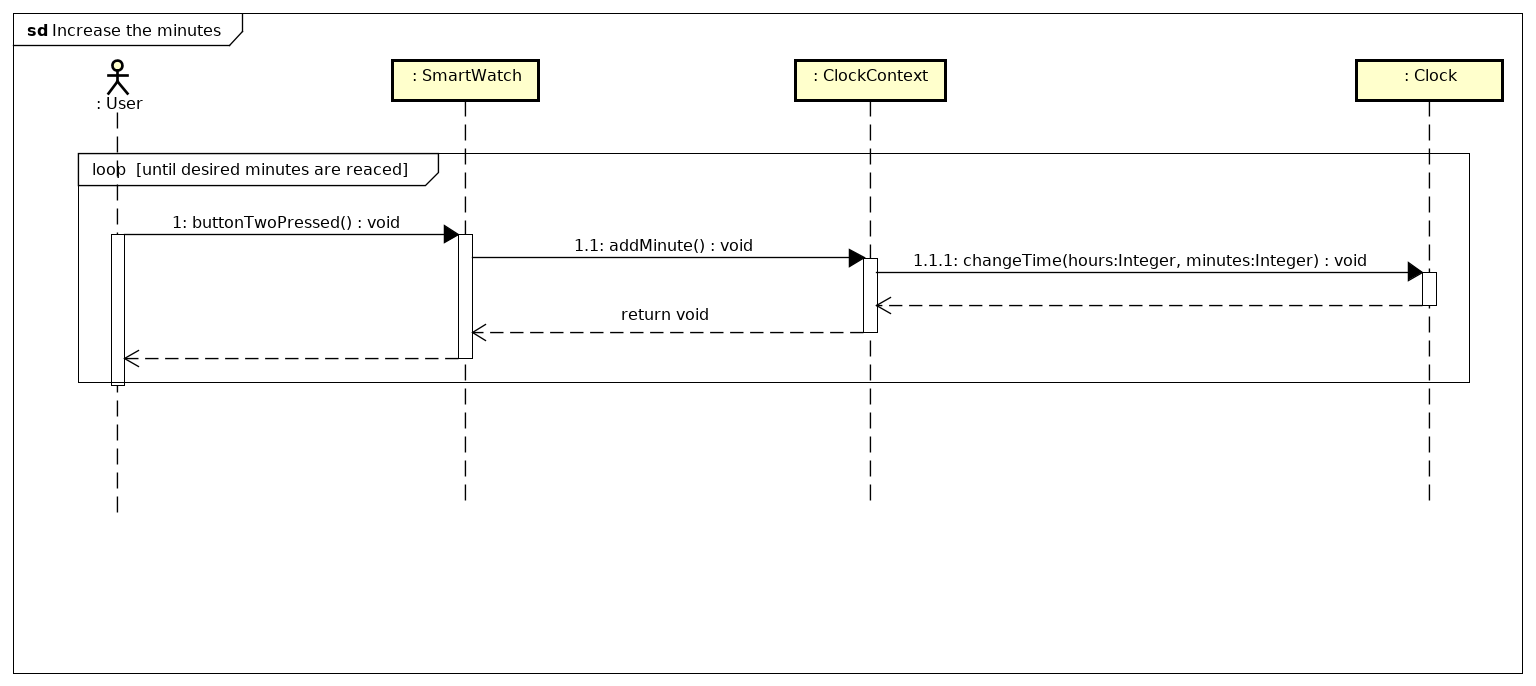 sd Increase the minutes
: User
: SmartWatch
: ClockContext
: Clock
loop [until desired minutes are reaced]
1: buttonTwoPressed() : void
1.1: addMinute() : void
1.1.1: changeTime(hours:Integer, minutes:Integer) : void
return void